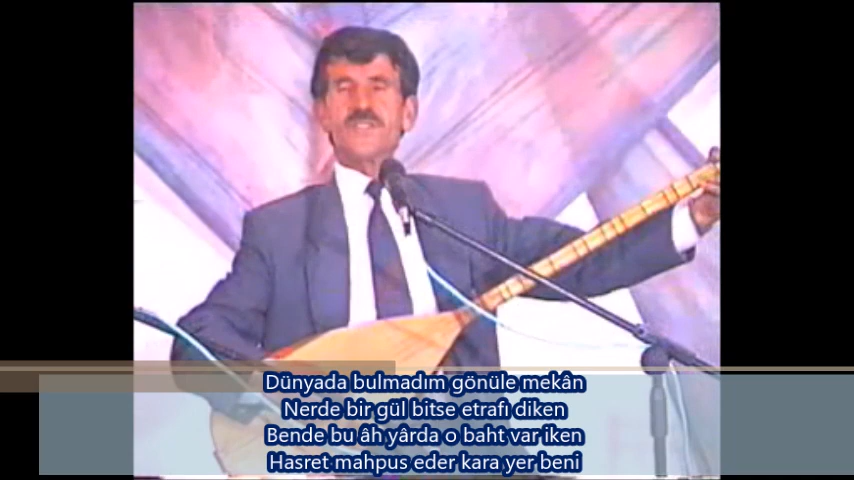 Dünyada bulmadım gönüle mekân
Nerde bir gül bitse etrafı diken
Bende bu âh yârda o baht var iken
Hasret mahpus eder kara yer beni